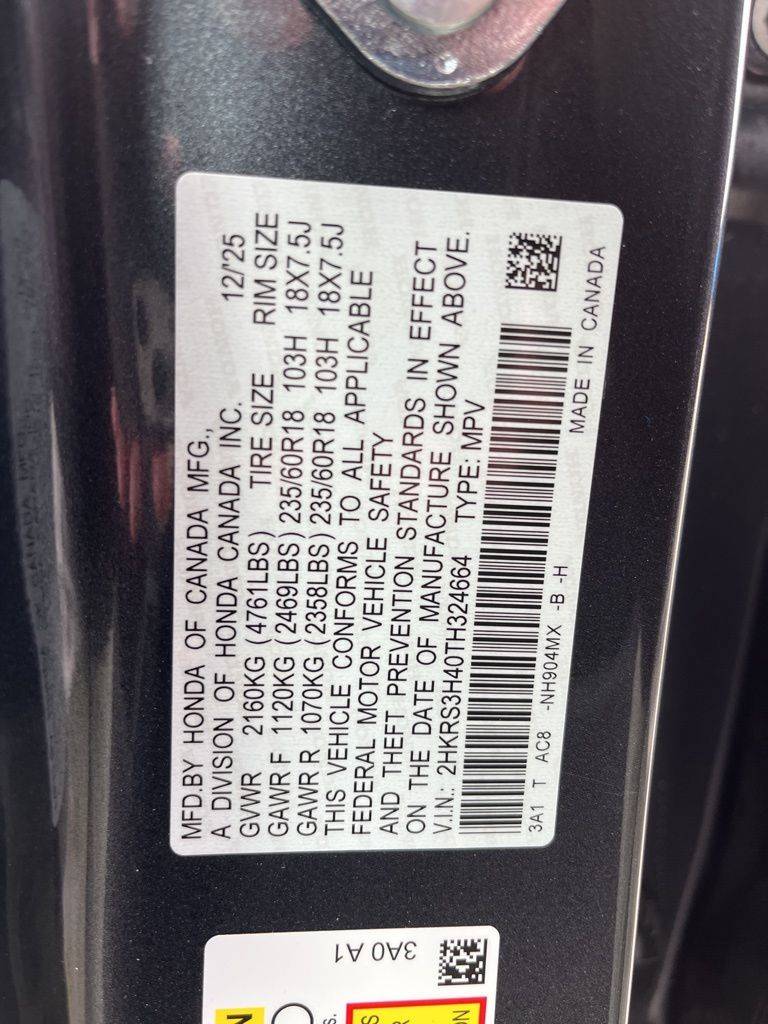 MFD.BY HONDA OF CANADA MFG.,
A DIVISION OF HONDA CANADA INC. 12/'25
GVWR 2160KG (4761LBS) TIRE SIZE RIM SIZE
GAWR F 1120KG (2469LBS) 235/60R18 103H 18X7.5J
GAWR R 1070KG (2358LBS) 235/60R18 103H 18X7.5J
THIS VEHICLE CONFORMS TO ALL APPLICABLE
FEDERAL MOTOR VEHICLE SAFETY
AND THEFT PREVENTION STANDARDS IN EFFECT
ON THE DATE OF MANUFACTURE SHOWN ABOVE.
V.I.N.: 2HKRS3H40TH324664 TYPE: MPV
3A1 T AC8 -NH904MX -B -H MADE IN CANADA
3A0 A1